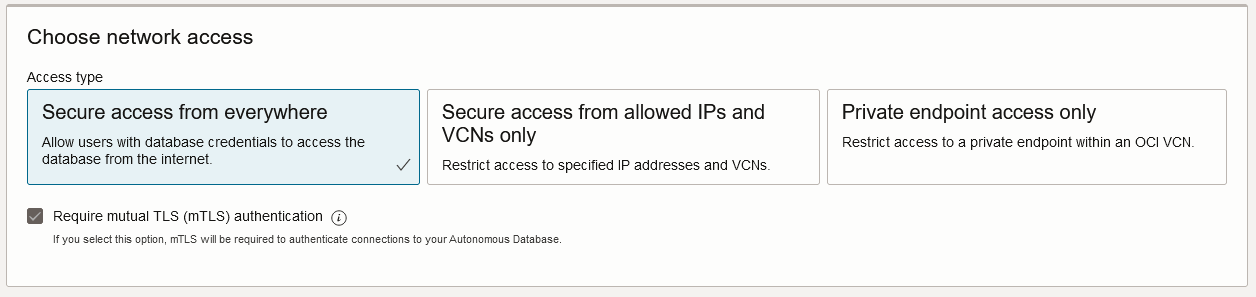 Choose network access
Access type
Secure access from everywhere
Allow users with database credentials to access the
database from the internet.
Secure access from allowed IPs and
VCNs only
Restrict access to specified IP addresses and VCNs.
Private endpoint access only
Restrict access to a private endpoint within an OCI VCN.
Require mutual TLS (mTLS) authentication
If you select this option, mTLS will be required to authenticate connections to your Autonomous Database.